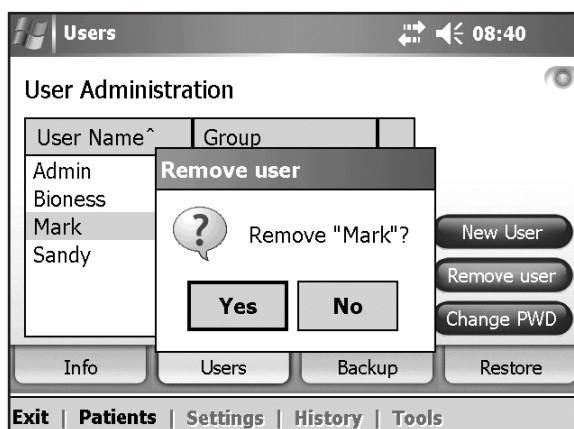 Users 08:40
User Administration
User Name^ Group
Admin
Bioness
Mark
Sandy
Remove user
?
Remove "Mark"?
Yes No
New User
Remove user
Change PWD
Info Users Backup Restore
Exit | Patients | Settings | History | Tools